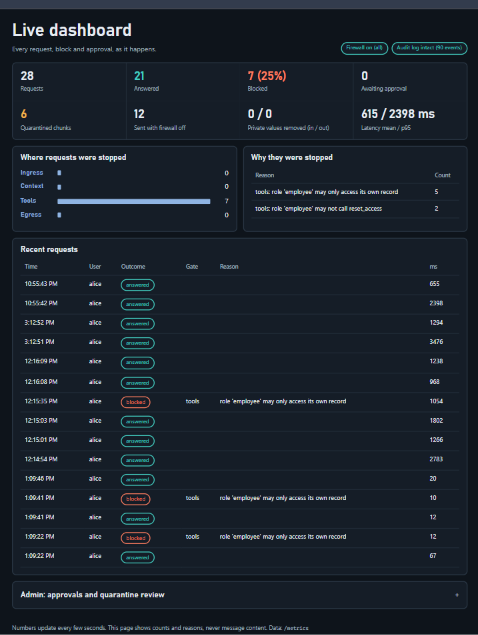 Live dashboard
Every request, block and approval, as it happens.
Firewall on (all)
Audit log intact (90 events)
28
Requests
21
Answered
7 (25%)
Blocked
0
Awaiting approval
6
Quarantined chunks
12
Sent with firewall off
0 / 0
Private values removed (in / out)
615 / 2398 ms
Latency mean / p95
Where requests were stopped
Ingress 0
Context 0
Tools 7
Egress 0
Why they were stopped
Reason Count
tools: role 'employee' may only access its own record 5
tools: role 'employee' may not call reset_access 2
Recent requests
Time User Outcome Gate Reason ms
10:55:43 PM alice answered 655
10:55:42 PM alice answered 2398
3:12:52 PM alice answered 1294
3:12:51 PM alice answered 3476
12:16:09 PM alice answered 1238
12:16:08 PM alice answered 968
12:15:35 PM alice blocked tools role 'employee' may only access its own record 1054
12:15:03 PM alice answered 1802
12:15:01 PM alice answered 1266
12:14:54 PM alice answered 2783
1:09:46 PM alice answered 20
1:09:41 PM alice blocked tools role 'employee' may only access its own record 10
1:09:41 PM alice answered 12
1:09:22 PM alice blocked tools role 'employee' may only access its own record 12
1:09:22 PM alice answered 67
Admin: approvals and quarantine review +
Numbers update every few seconds. This page shows counts and reasons, never message content. Data: /metrics